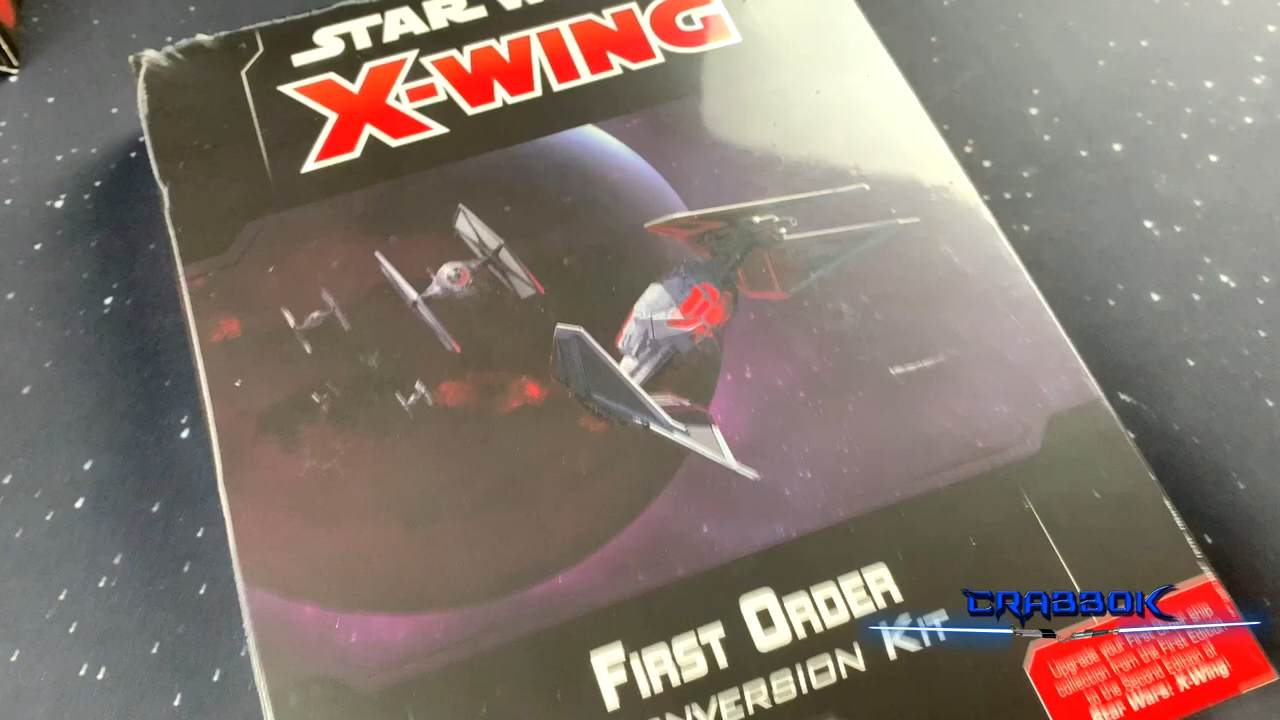 STAR W
X-WING
FIRST ORDER
NVERSION KIT
CRABBOK
Upgrade your First Order ship
collection from the First Edition
to the Second Edition of
Star Wars: X-Wing!